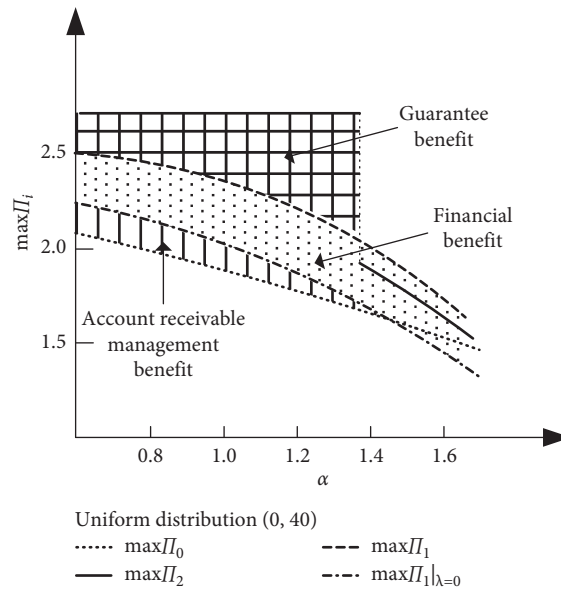 Guarantee
benefit
2.5
maxΠi
Financial
benefit
2.0
Account receivable
management
benefit
1.5
0.8 1.0 1.2 1.4 1.6
α
Uniform distribution (0, 40)
maxΠ0 maxΠ1
maxΠ2 maxΠ1|λ=0